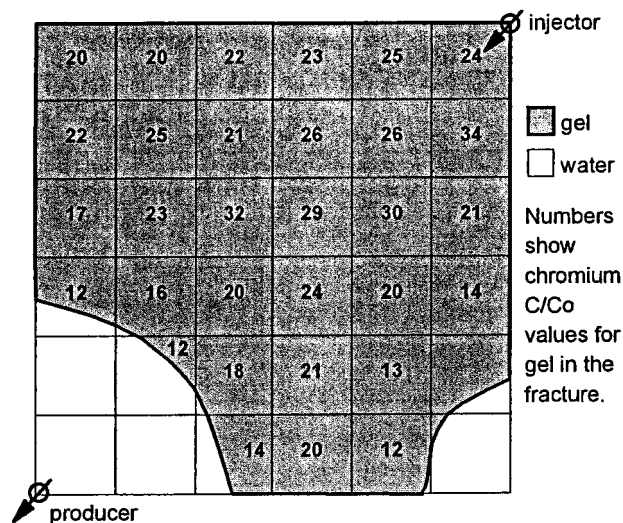 injector
20 20 22 23 25 24
22 25 21 26 26 34
gel
water
17 23 32 29 30 21
Numbers
show
chromium
C/Co
values for
gel in the
fracture.
12 16 20 24 20 14
12 18 21 13
14 20 12
producer